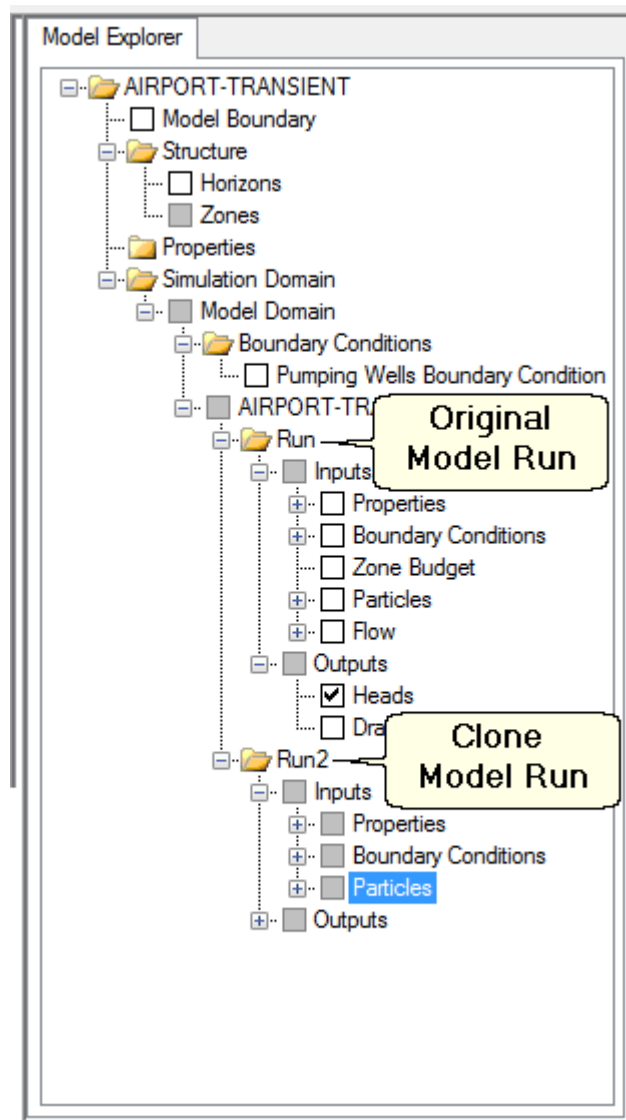 Model Explorer
AIRPORT-TRANSIENT
Model Boundary
Structure
Horizons
Zones
Properties
Simulation Domain
Model Domain
Boundary Conditions
Pumping Wells Boundary Condition
AIRPORT-TR
Original
Model Run
Run
Inputs
Properties
Boundary Conditions
Zone Budget
Particles
Flow
Outputs
Heads
Dra
Clone
Model Run
Run2
Inputs
Properties
Boundary Conditions
Particles
Outputs